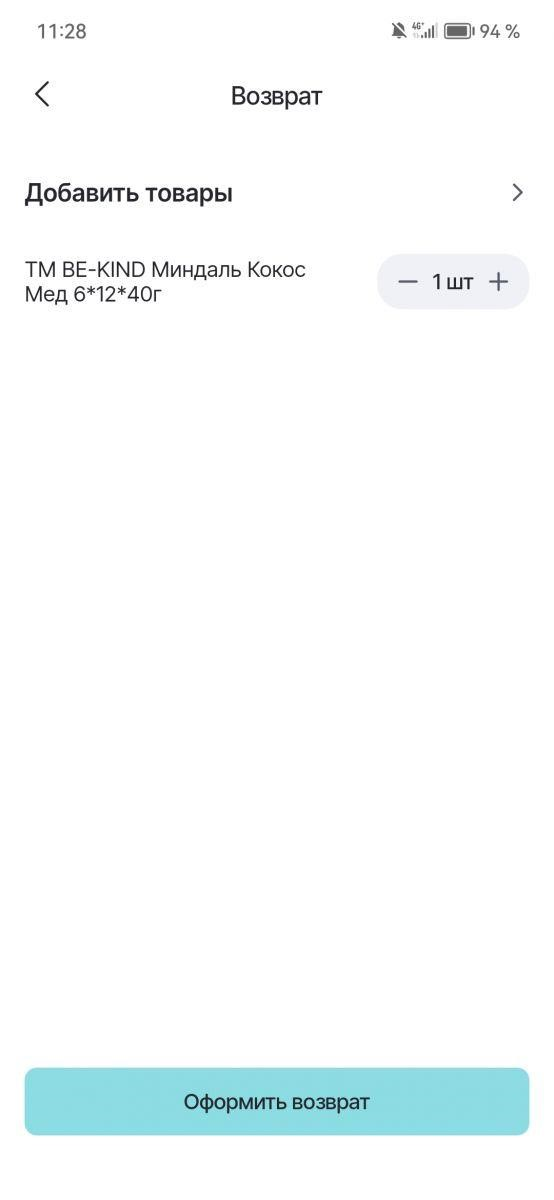 11:28
4G+
94 %
Возврат
Добавить товары
ТМ BE-KIND Миндаль Кокос
Мед 6*12*40г
1 шт
Оформить возврат